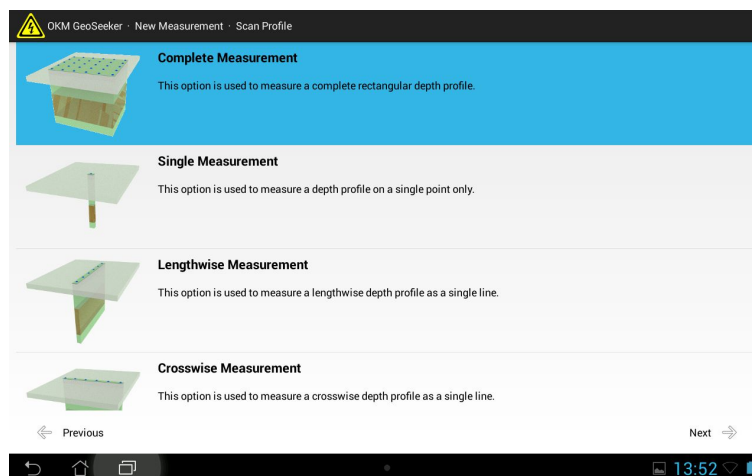 OKM GeoSeeker · New Measurement · Scan Profile
Complete Measurement
This option is used to measure a complete rectangular depth profile.
Single Measurement
This option is used to measure a depth profile on a single point only.
Lengthwise Measurement
This option is used to measure a lengthwise depth profile as a single line.
Crosswise Measurement
This option is used to measure a crosswise depth profile as a single line.
Previous
Next
13:52